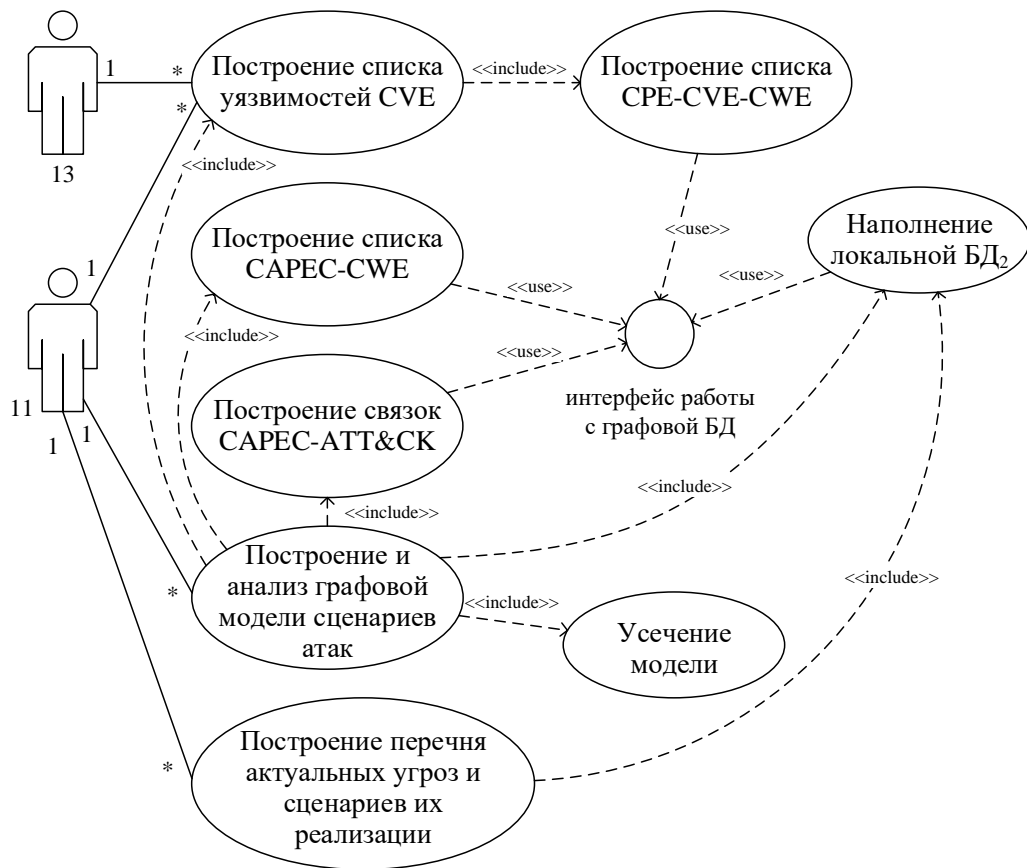 1
*
Построение списка
уязвимостей CVE
<<include>>
Построение списка
CPE-CVE-CWE
*
13
<<include>>
<<use>>
Наполнение
локальной БД₂
Построение списка
CAPEC-CWE
1
<<use>>
<<use>>
<<include>>
<<use>>
11
1
1
Построение связок
CAPEC-ATT&CK
интерфейс работы
с графовой БД
<<include>>
<<include>>
Построение и
анализ графовой
модели сценариев
атак
*
<<include>>
<<include>>
Усечение
модели
*
Построение перечня
актуальных угроз и
сценариев их
реализации